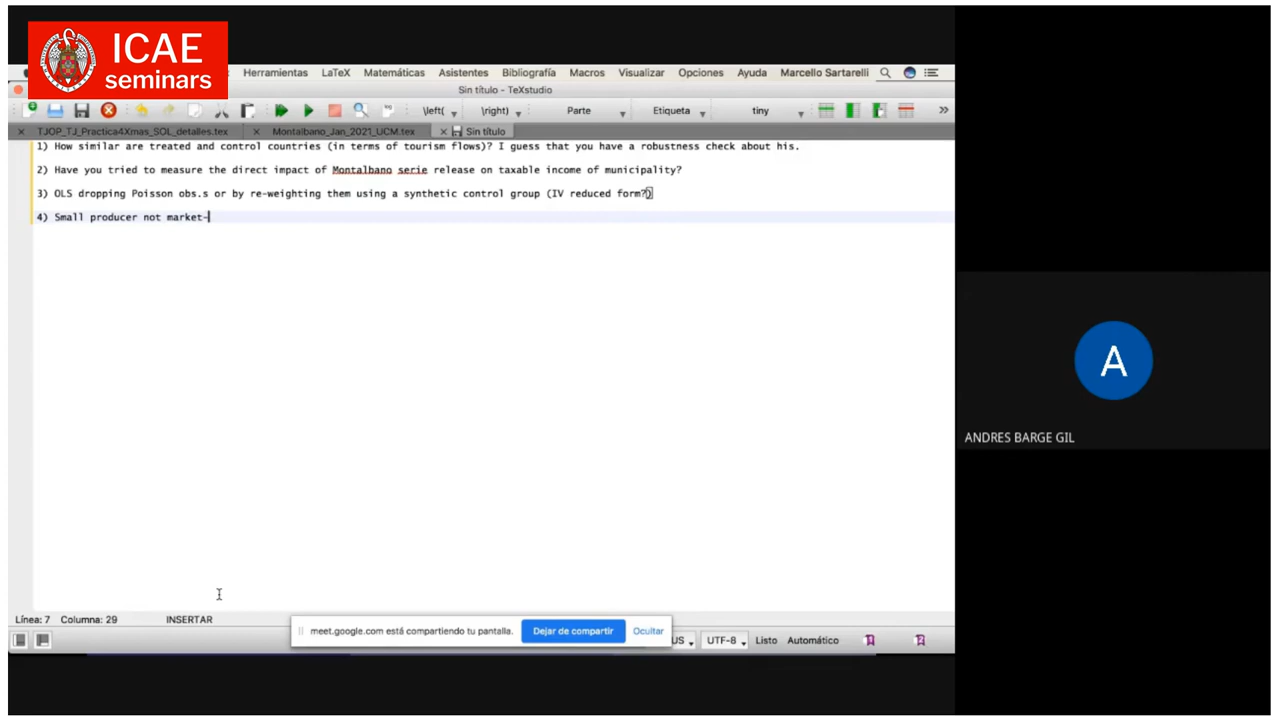 ICAE
seminars
Herramientas LaTeX Matemáticas Asistentes Bibliografía Macros Visualizar Opciones Ayuda Marcello Sartarelli
Sin título - TeXstudio
\left( \right) Parte Etiqueta tiny »
TJOP_TJ_Practica4Xmas_SOL_detalles.tex Montalbano_Jan_2021_UCM.tex Sin título
1) How similar are treated and control countries (in terms of tourism flows)? I guess that you have a robustness check about his.
2) Have you tried to measure the direct impact of Montalbano serie release on taxable income of municipality?
3) OLS dropping Poisson obs.s or by re-weighting them using a synthetic control group (IV reduced form?)
4) Small producer not market-
A
ANDRES BARGE GIL
Línea: 7 Columna: 29 INSERTAR
meet.google.com está compartiendo tu pantalla. Dejar de compartir Ocultar
US UTF-8 Listo Automático